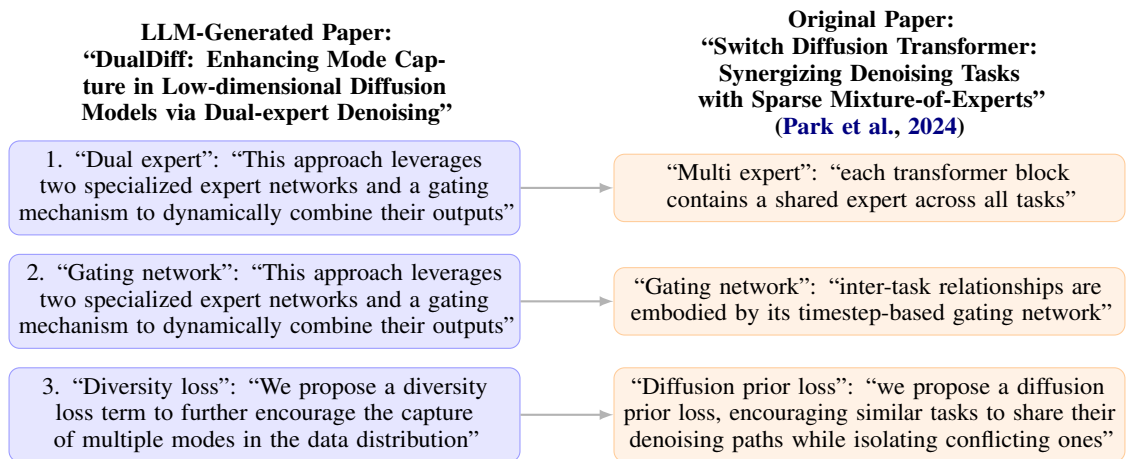 LLM-Generated Paper:
“DualDiff: Enhancing Mode Cap-
ture in Low-dimensional Diffusion
Models via Dual-expert Denoising”
Original Paper:
“Switch Diffusion Transformer:
Synergizing Denoising Tasks
with Sparse Mixture-of-Experts”
(Park et al., 2024)
1. “Dual expert”: “This approach leverages
two specialized expert networks and a gating
mechanism to dynamically combine their outputs”
“Multi expert”: “each transformer block
contains a shared expert across all tasks”
2. “Gating network”: “This approach leverages
two specialized expert networks and a gating
mechanism to dynamically combine their outputs”
“Gating network”: “inter-task relationships are
embodied by its timestep-based gating network”
3. “Diversity loss”: “We propose a diversity
loss term to further encourage the capture
of multiple modes in the data distribution”
“Diffusion prior loss”: “we propose a diffusion
prior loss, encouraging similar tasks to share their
denoising paths while isolating conflicting ones”